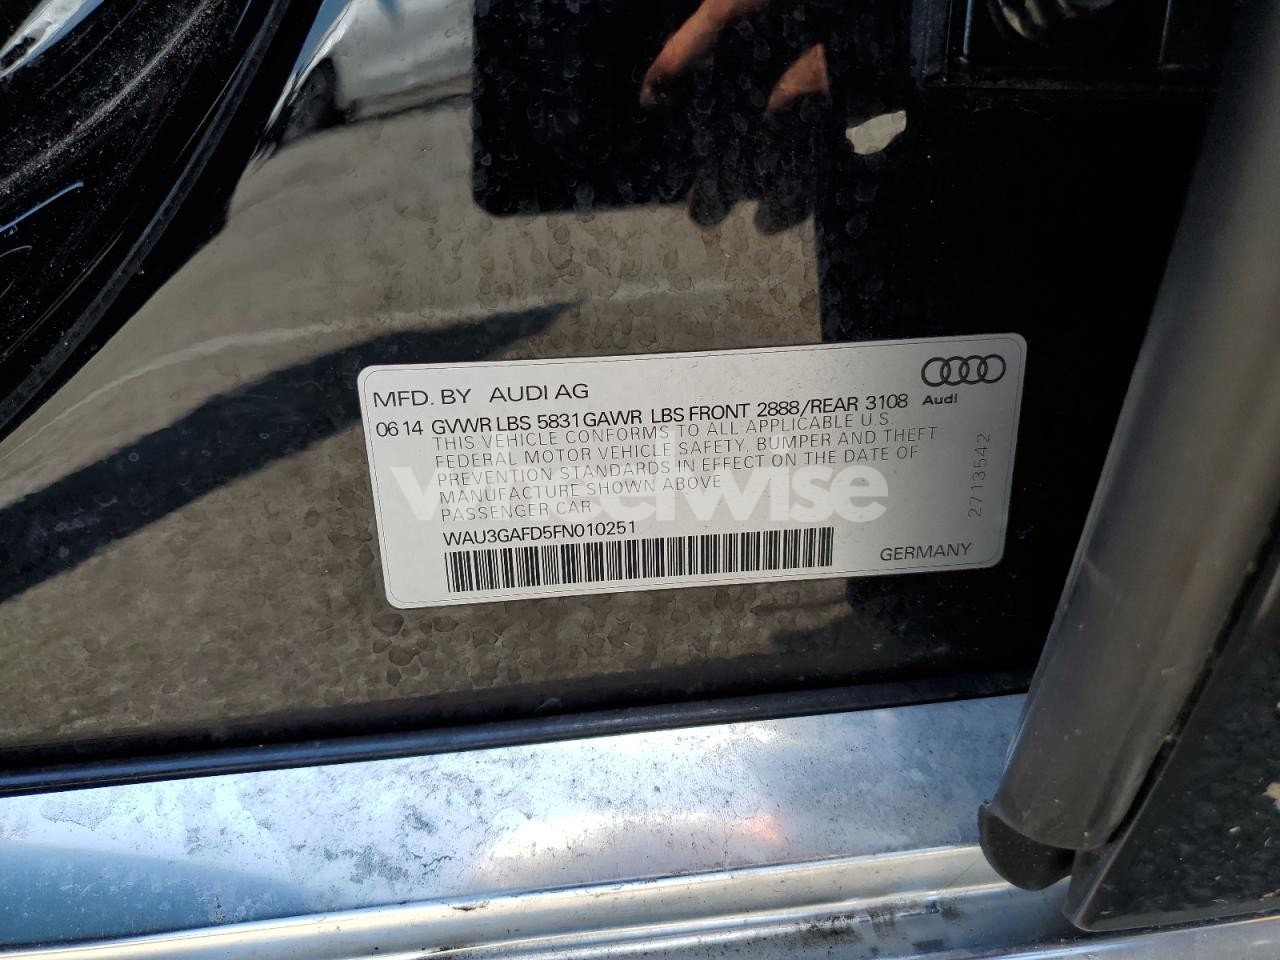 MFD. BY AUDI AG
Audi
0614 GVWR LBS 5831 GAWR LBS FRONT 2888/REAR 3108
THIS VEHICLE CONFORMS TO ALL APPLICABLE U.S
FEDERAL MOTOR VEHICLE SAFETY, BUMPER AND THEFT
PREVENTION STANDARDS IN EFFECT ON THE DATE OF
MANUFACTURE SHOWN ABOVE
PASSENGER CAR
WAU3GAFD5FN010251
GERMANY
2713542